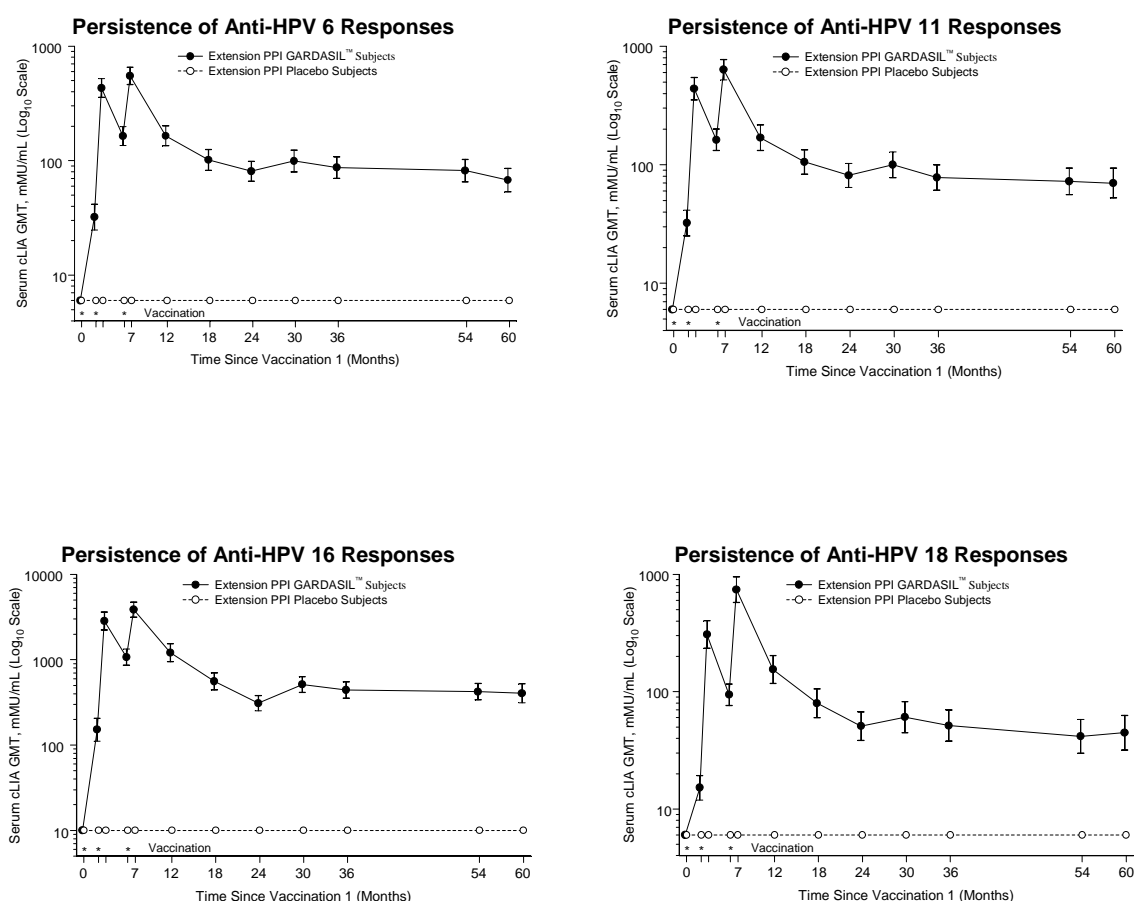 Persistence of Anti-HPV 6 Responses
Extension PPI GARDASIL™ Subjects
Extension PPI Placebo Subjects
Serum cLIA GMT, mMU/mL (Log10 Scale)
1000
100
10
* * * Vaccination
0 7 12 18 24 30 36 54 60
Time Since Vaccination 1 (Months)
Persistence of Anti-HPV 11 Responses
Extension PPI GARDASIL™ Subjects
Extension PPI Placebo Subjects
Serum cLIA GMT, mMU/mL (Log10 Scale)
1000
100
10
* * * Vaccination
0 7 12 18 24 30 36 54 60
Time Since Vaccination 1 (Months)
Persistence of Anti-HPV 16 Responses
Extension PPI GARDASIL™ Subjects
Extension PPI Placebo Subjects
Serum cLIA GMT, mMU/mL (Log10 Scale)
10000
1000
100
10
* * * Vaccination
0 7 12 18 24 30 36 54 60
Time Since Vaccination 1 (Months)
Persistence of Anti-HPV 18 Responses
Extension PPI GARDASIL™ Subjects
Extension PPI Placebo Subjects
Serum cLIA GMT, mMU/mL (Log10 Scale)
1000
100
10
* * * Vaccination
0 7 12 18 24 30 36 54 60
Time Since Vaccination 1 (Months)